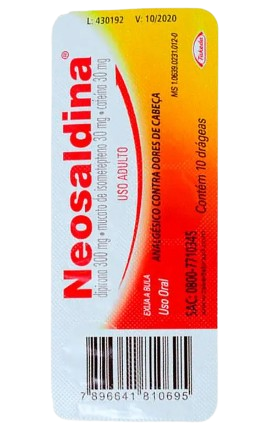 L: 430192 V: 10/2020
Takeda
MS 1.0639.0231.012-0
Neosaldina®
dipirona 300 mg • mucato de isometepteno 30 mg • cafeína 30 mg
USO ADULTO
ANALGÉSICO CONTRA DORES DE CABEÇA
Contém 10 drágeas
EXIJA A BULA
Uso Oral
SAC: 0800-7710345
7 896641 810695